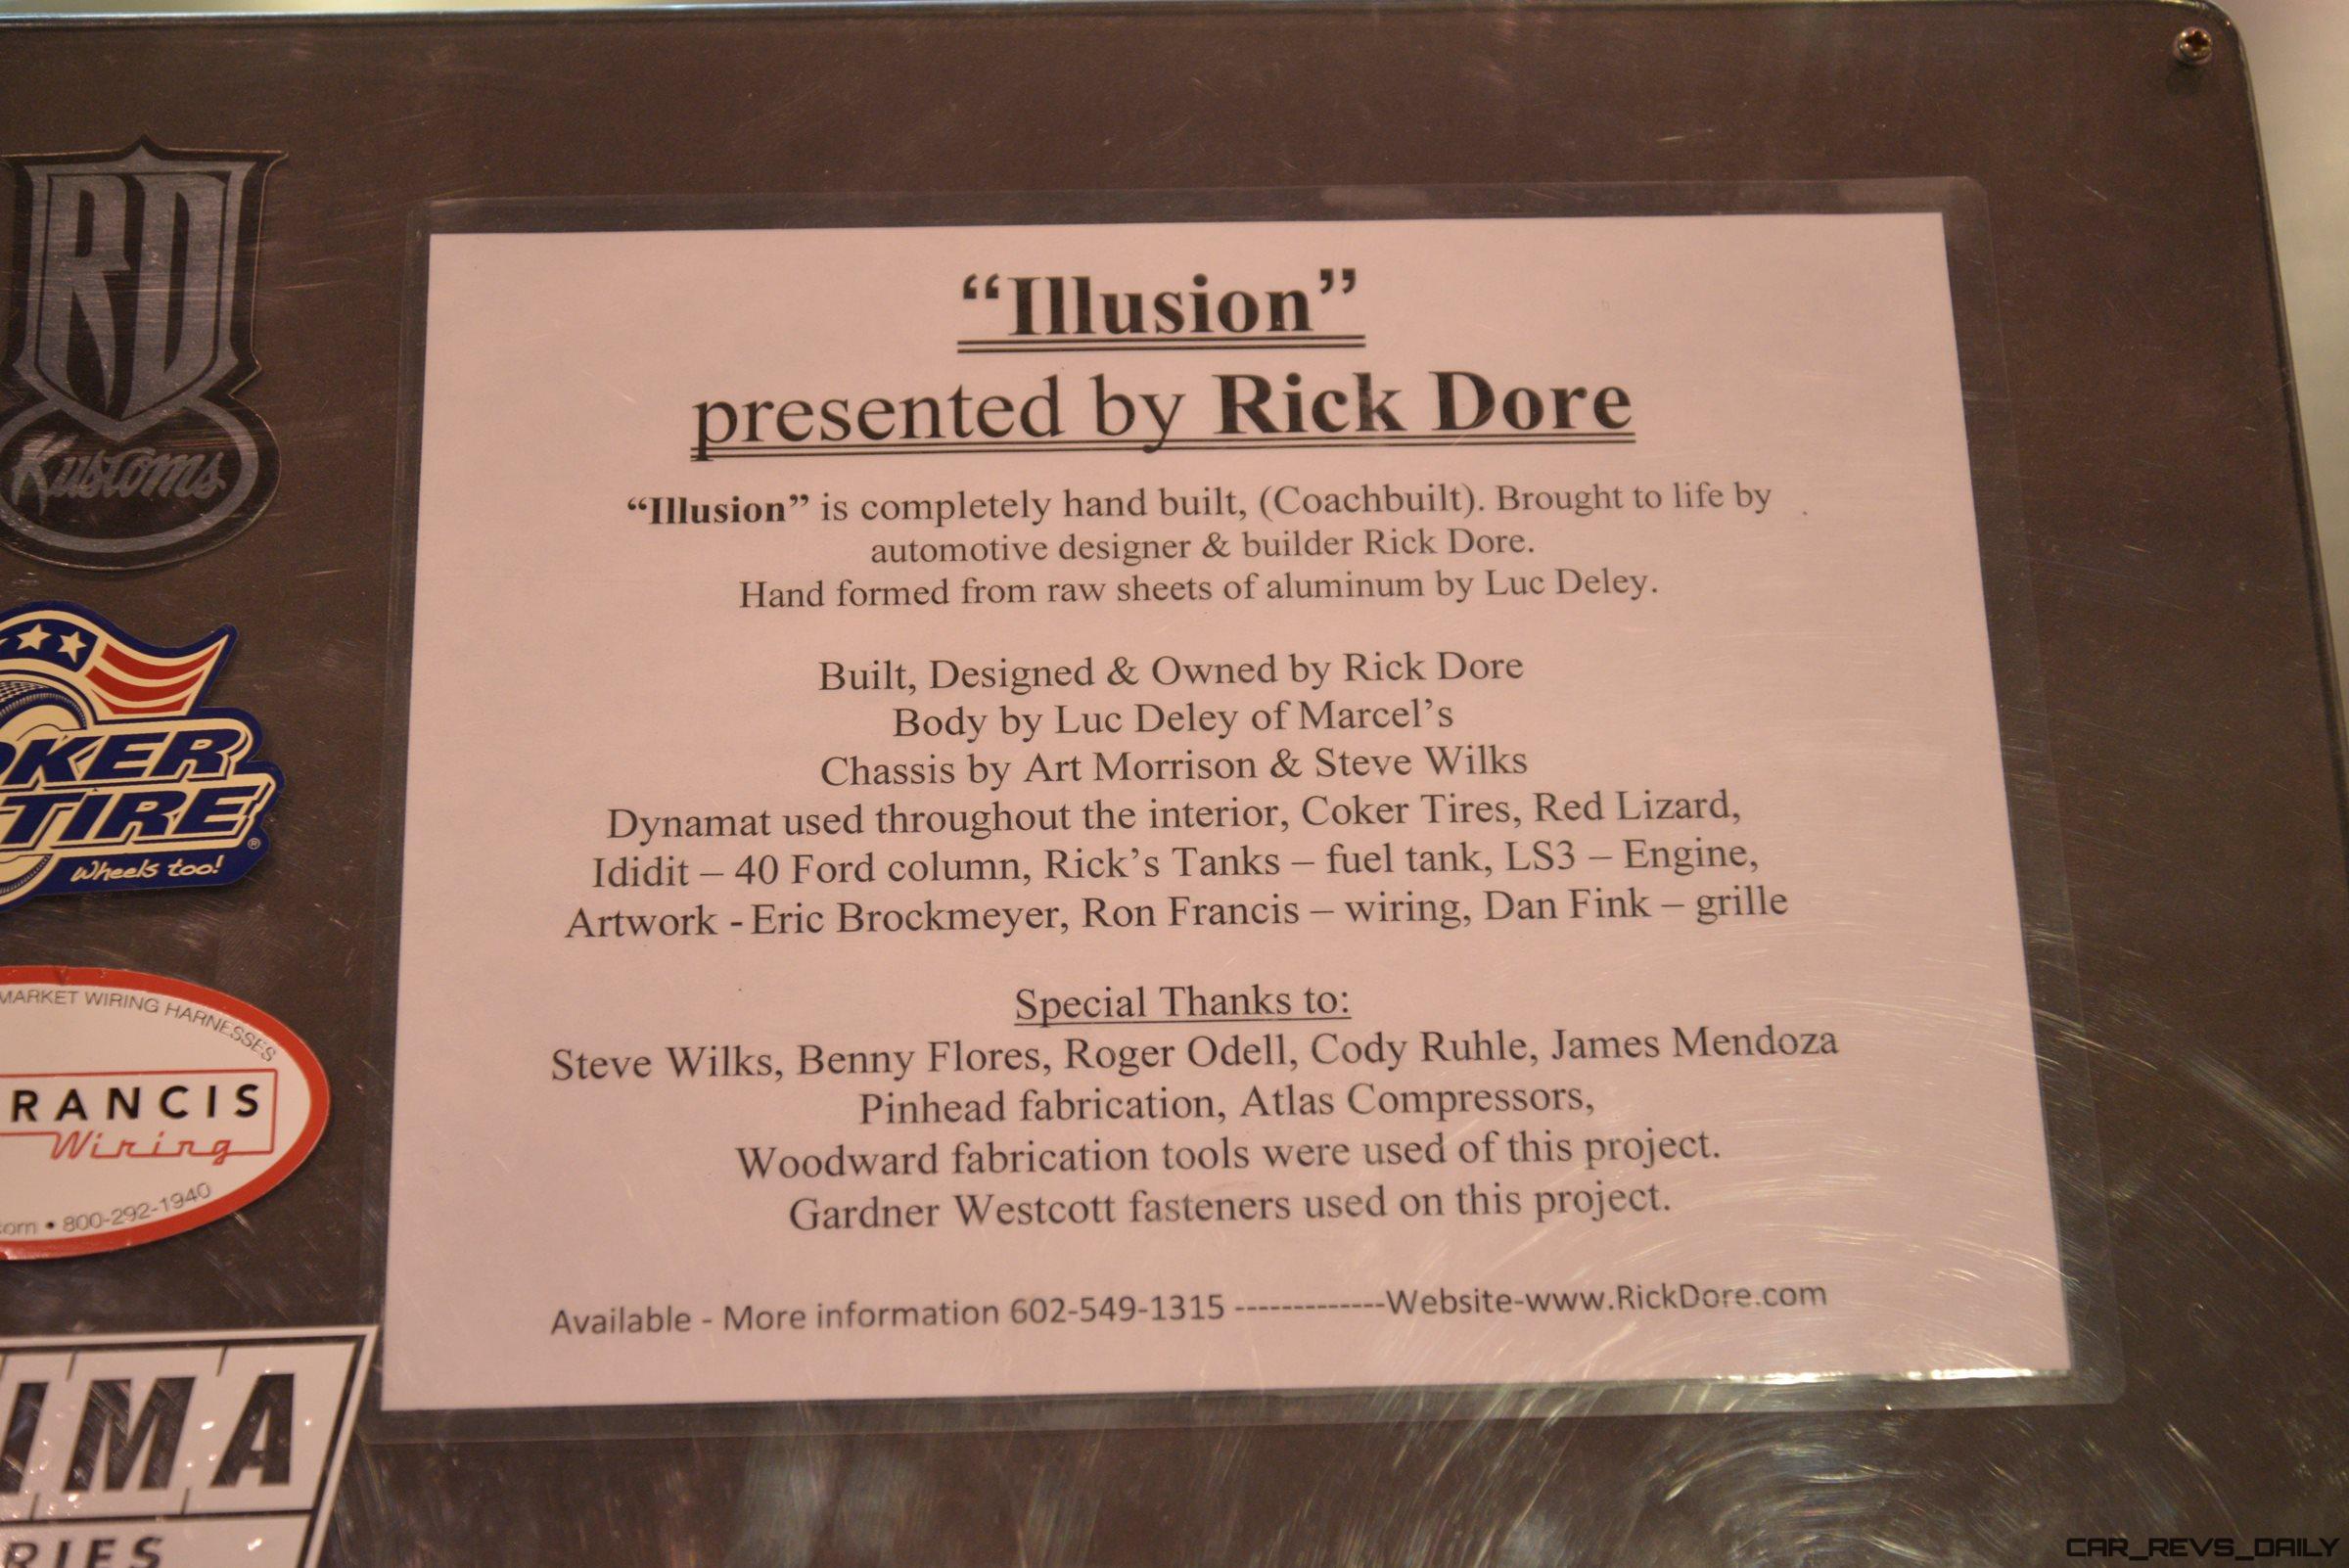 RD
Kustoms
OKER
TIRE
Wheels too!
MARKET WIRING HARNESSES
RANCIS
Wiring
com • 800-292-1940
IMA
RIES
“Illusion”
presented by Rick Dore
“Illusion” is completely hand built, (Coachbuilt). Brought to life by
automotive designer & builder Rick Dore.
Hand formed from raw sheets of aluminum by Luc Deley.
Built, Designed & Owned by Rick Dore
Body by Luc Deley of Marcel’s
Chassis by Art Morrison & Steve Wilks
Dynamat used throughout the interior, Coker Tires, Red Lizard,
Ididit – 40 Ford column, Rick’s Tanks – fuel tank, LS3 – Engine,
Artwork - Eric Brockmeyer, Ron Francis – wiring, Dan Fink – grille
Special Thanks to:
Steve Wilks, Benny Flores, Roger Odell, Cody Ruhle, James Mendoza
Pinhead fabrication, Atlas Compressors,
Woodward fabrication tools were used of this project.
Gardner Westcott fasteners used on this project.
Available - More information 602-549-1315 -------------Website-www.RickDore.com
CAR_REVS_DAILY